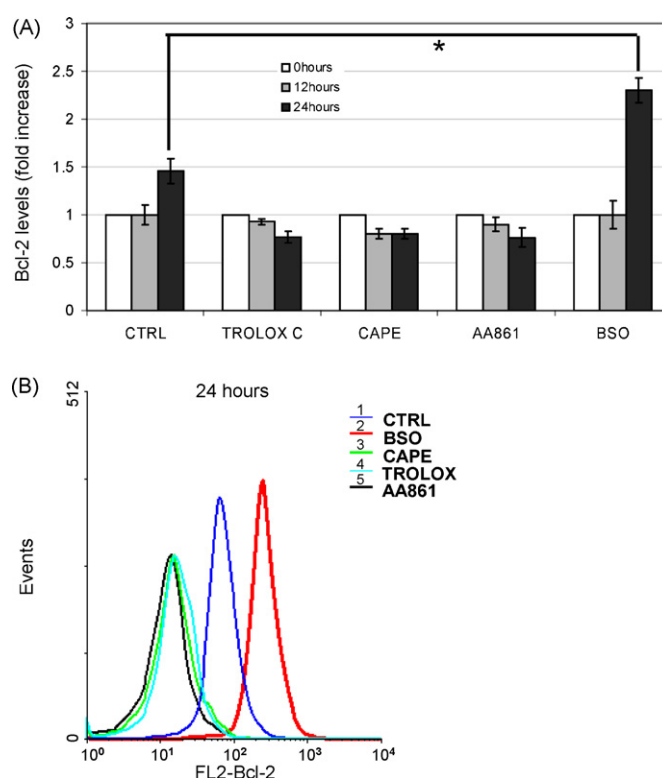 (A)
Bcl-2 levels (fold increase)
3
2.5
2
1.5
1
0.5
0
0hours
12hours
24hours
*
CTRL TROLOX C CAPE AA861 BSO
(B)
24 hours
512
Events
0
1 CTRL
2 BSO
3 CAPE
4 TROLOX
5 AA861
10⁰ 10¹ 10² 10³ 10⁴
FL2-Bcl-2